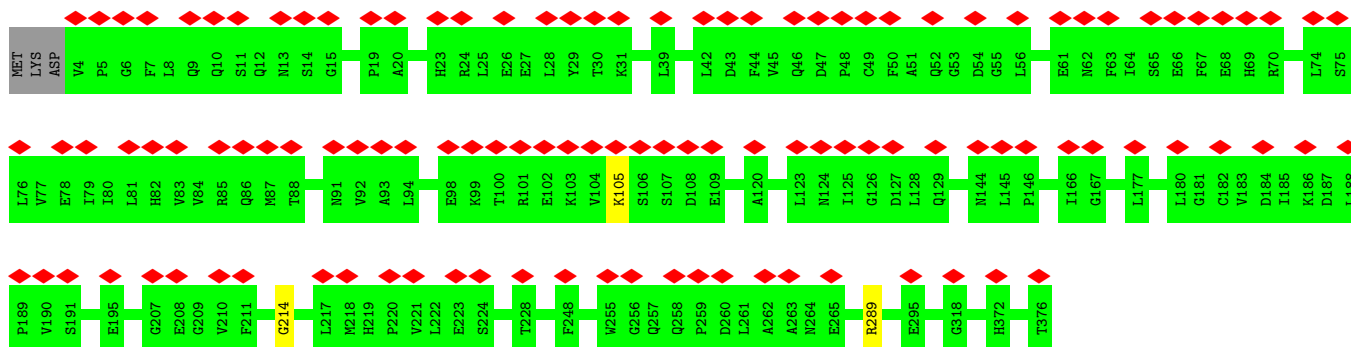 MET LYS ASP V4 P5 G6 F7 L8 Q9 Q10 S11 Q12 N13 S14 G15 P19 A20 H23 R24 L25 E26 E27 L28 Y29 T30 K31 L39 L42 D43 F44 V45 Q46 D47 P48 C49 F50 A51 Q52 G53 D54 G55 L56 E61 N62 F63 I64 S65 E66 F67 E68 H69 R70 L74 S75
L76 V77 E78 I79 I80 L81 H82 V83 V84 R85 Q86 M87 T88 N91 V92 A93 L94 E98 K99 T100 R101 E102 K103 V104 K105 S106 S107 D108 E109 A120 L123 N124 I125 G126 D127 L128 Q129 N144 L145 P146 I166 G167 L177 L180 G181 C182 V183 D184 I185 K186 D187 L188
P189 V190 S191 E195 G207 E208 G209 V210 F211 G214 L217 M218 H219 P220 V221 L222 E223 S224 T228 F248 W255 G256 Q257 Q258 P259 D260 L261 A262 A263 N264 E265 R289 E295 G318 H372 T376